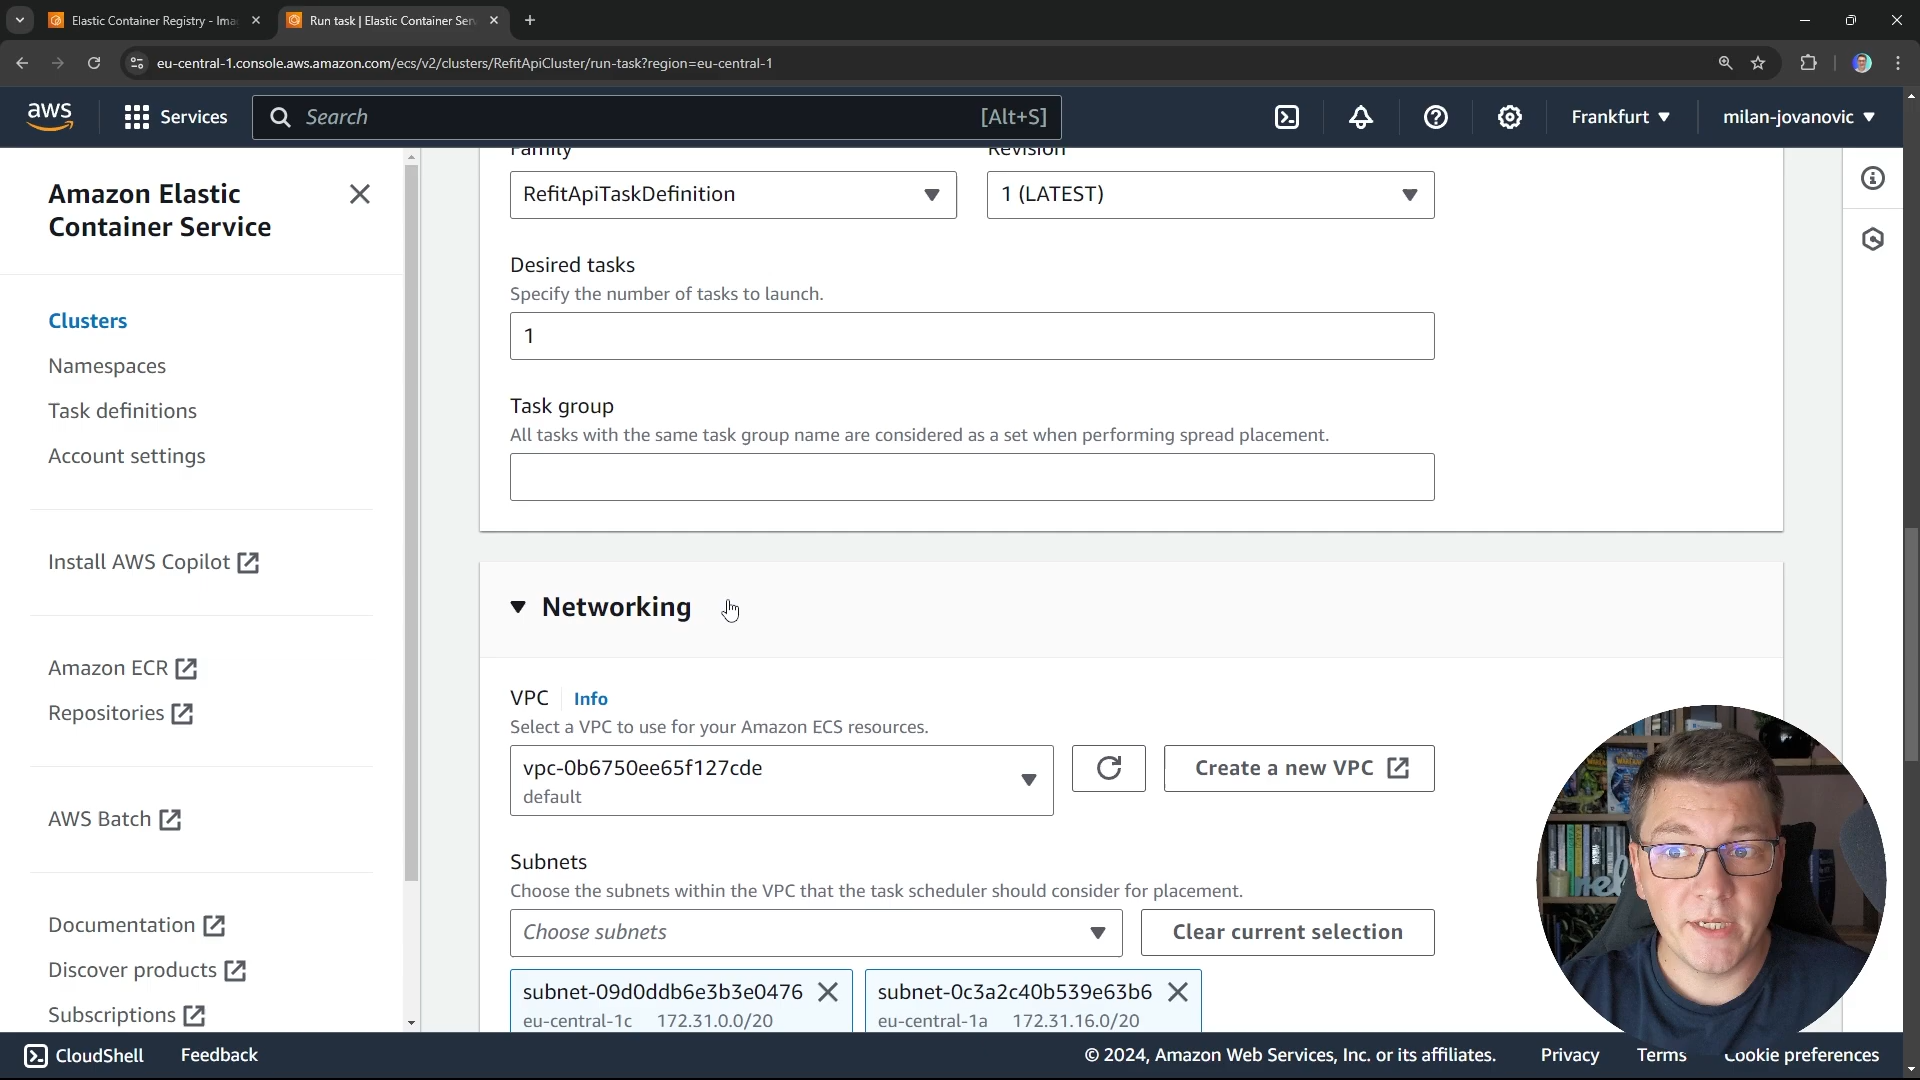 Elastic Container Registry - Ima
Run task | Elastic Container Ser
eu-central-1.console.aws.amazon.com/ecs/v2/clusters/RefitApiCluster/run-task?region=eu-central-1
aws
Services
Search
[Alt+S]
Frankfurt
milan-jovanovic
Amazon Elastic
Container Service
Clusters
Namespaces
Task definitions
Account settings
Install AWS Copilot
Amazon ECR
Repositories
AWS Batch
Documentation
Discover products
Subscriptions
Family
Revision
RefitApiTaskDefinition
1 (LATEST)
Desired tasks
Specify the number of tasks to launch.
1
Task group
All tasks with the same task group name are considered as a set when performing spread placement.
Networking
VPC
Info
Select a VPC to use for your Amazon ECS resources.
vpc-0b6750ee65f127cde
default
Create a new VPC
Subnets
Choose the subnets within the VPC that the task scheduler should consider for placement.
Choose subnets
Clear current selection
subnet-09d0ddb6e3b3e0476
eu-central-1c 172.31.0.0/20
subnet-0c3a2c40b539e63b6
eu-central-1a 172.31.16.0/20
CloudShell
Feedback
© 2024, Amazon Web Services, Inc. or its affiliates.
Privacy
Terms
Cookie preferences